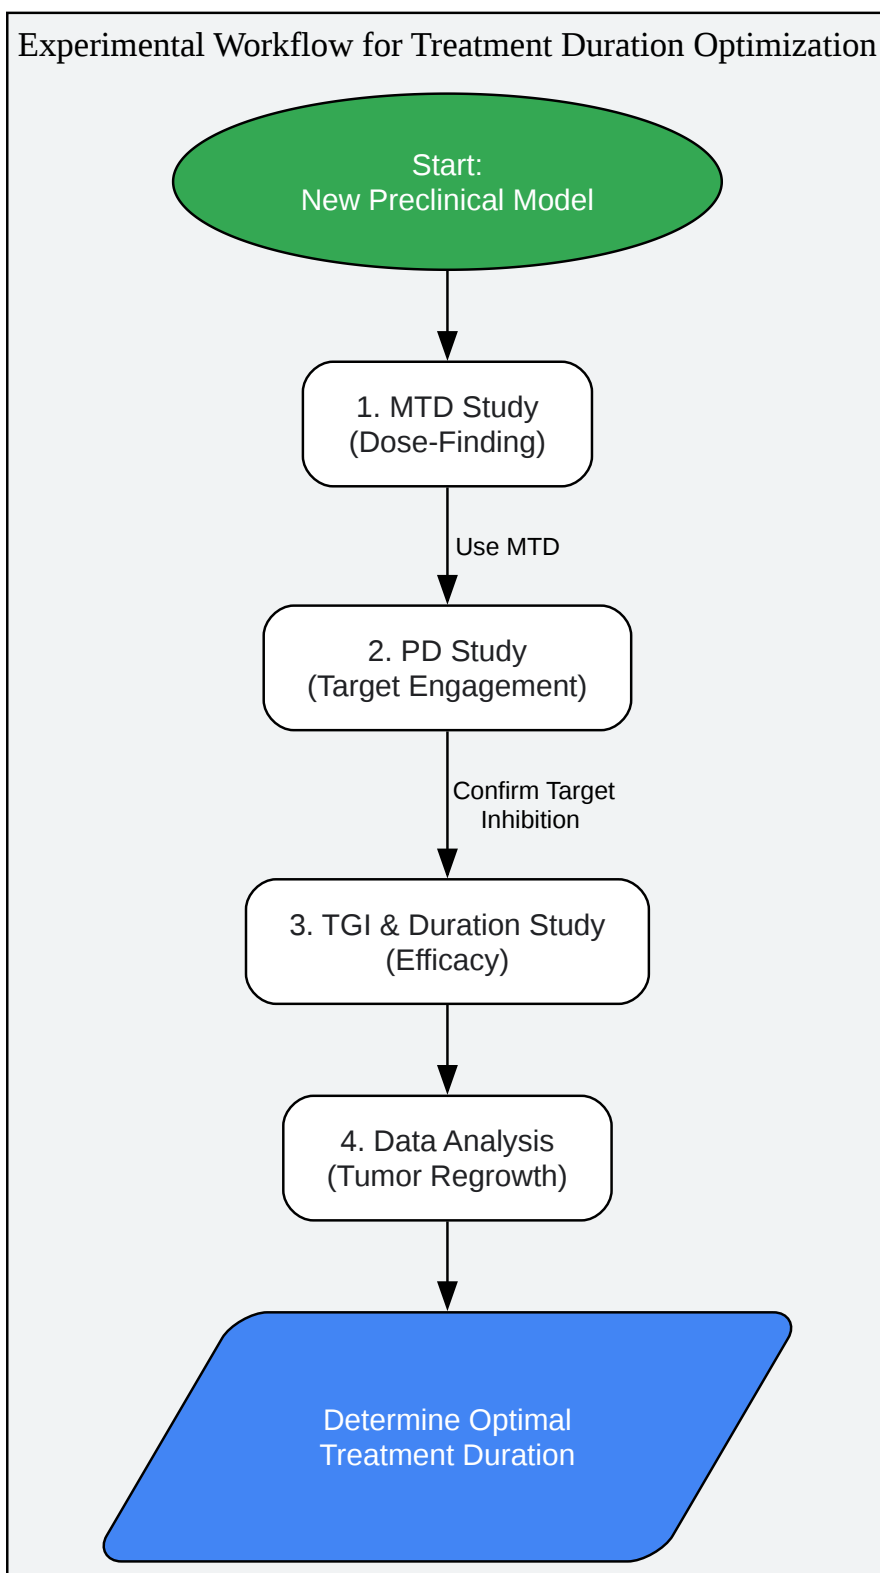 Experimental Workflow for Treatment Duration Optimization
Start:
New Preclinical Model
1. MTD Study
(Dose-Finding)
Use MTD
2. PD Study
(Target Engagement)
Confirm Target
Inhibition
3. TGI & Duration Study
(Efficacy)
4. Data Analysis
(Tumor Regrowth)
Determine Optimal
Treatment Duration